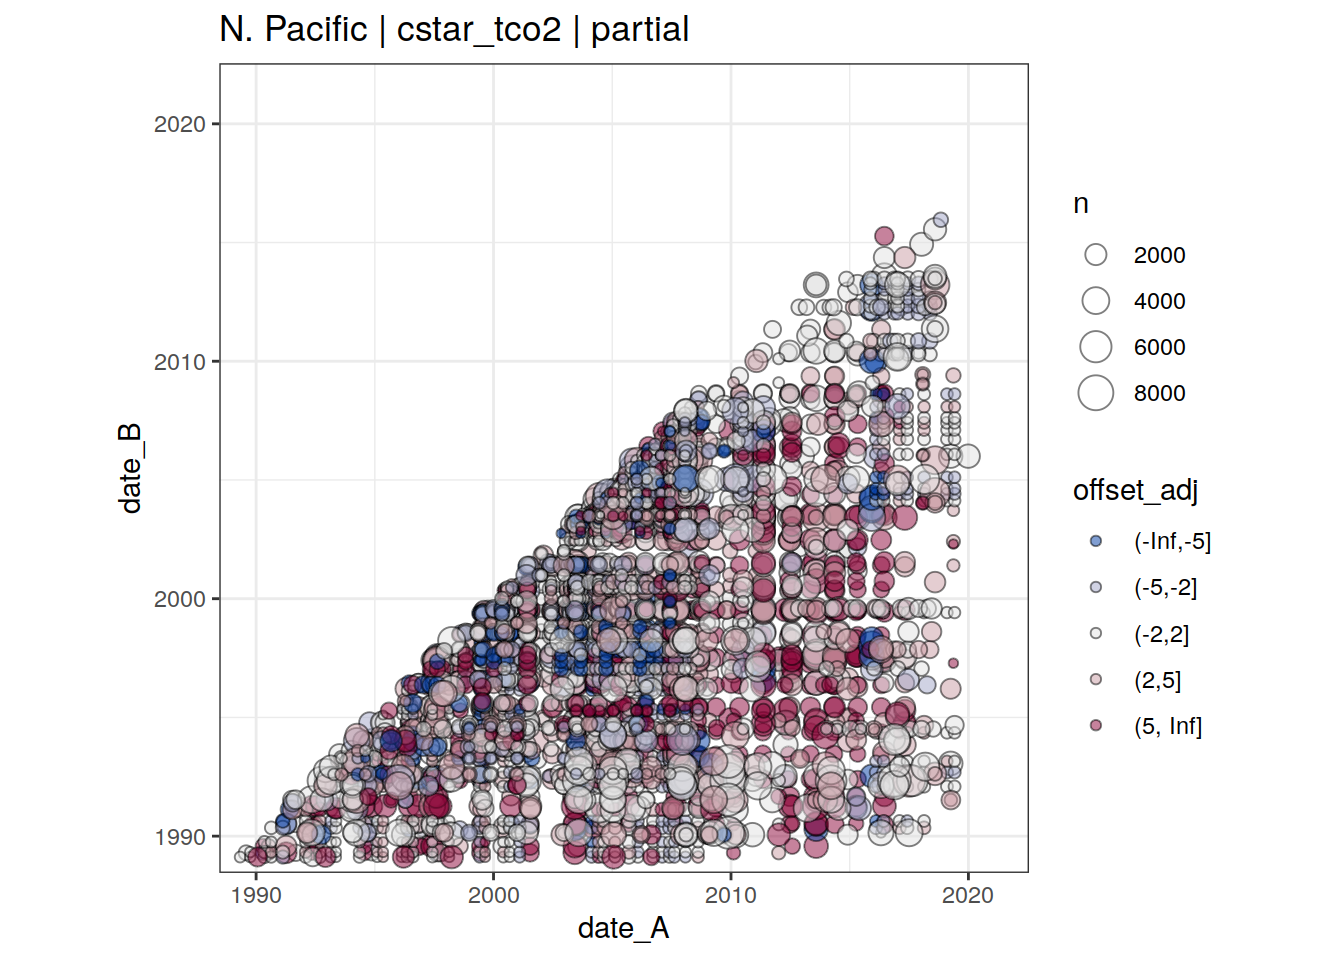 N. Pacific | cstar_tco2 | partial
2020
2010
2000
1990
date_B
1990
2000
2010
2020
date_A
n
2000
4000
6000
8000
offset_adj
(-Inf,-5]
(-5,-2]
(-2,2]
(2,5]
(5, Inf]